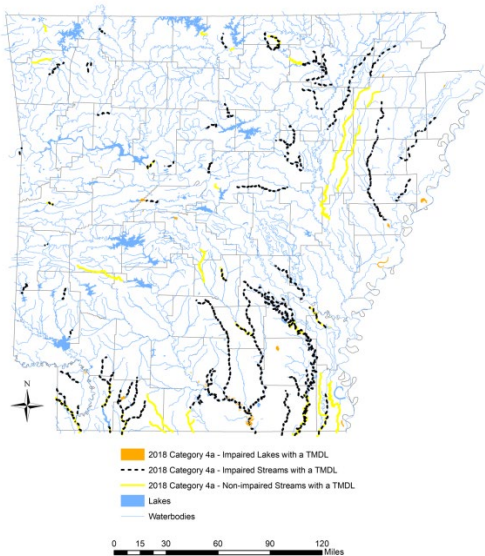 N
2018 Category 4a - Impaired Lakes with a TMDL
2018 Category 4a - Impaired Streams with a TMDL
2018 Category 4a - Non-impaired Streams with a TMDL
Lakes
Waterbodies
0 15 30 60 90 120
Miles